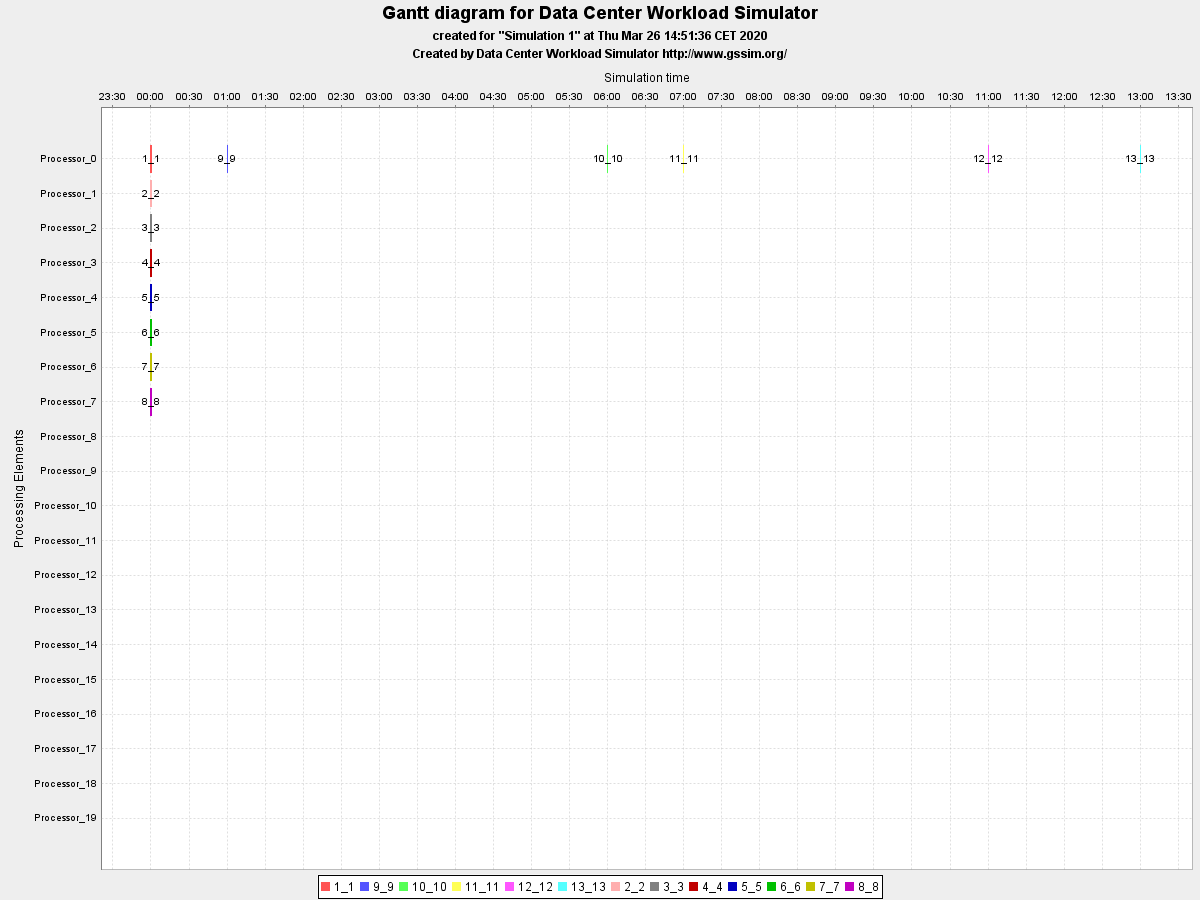 Gantt diagram for Data Center Workload Simulator
created for "Simulation 1" at Thu Mar 26 14:51:36 CET 2020
Created by Data Center Workload Simulator http://www.gssim.org/
Simulation time
23:30 00:00 00:30 01:00 01:30 02:00 02:30 03:00 03:30 04:00 04:30 05:00 05:30 06:00 06:30 07:00 07:30 08:00 08:30 09:00 09:30 10:00 10:30 11:00 11:30 12:00 12:30 13:00 13:30
Processor_0 1_1 9_9 10_10 11_11 12_12 13_13
Processor_1 2_2
Processor_2 3_3
Processor_3 4_4
Processor_4 5_5
Processor_5 6_6
Processor_6 7_7
Processor_7 8_8
Processor_8
Processor_9
Processor_10
Processor_11
Processor_12
Processor_13
Processor_14
Processor_15
Processor_16
Processor_17
Processor_18
Processor_19
Processing Elements
1_1 9_9 10_10 11_11 12_12 13_13 2_2 3_3 4_4 5_5 6_6 7_7 8_8